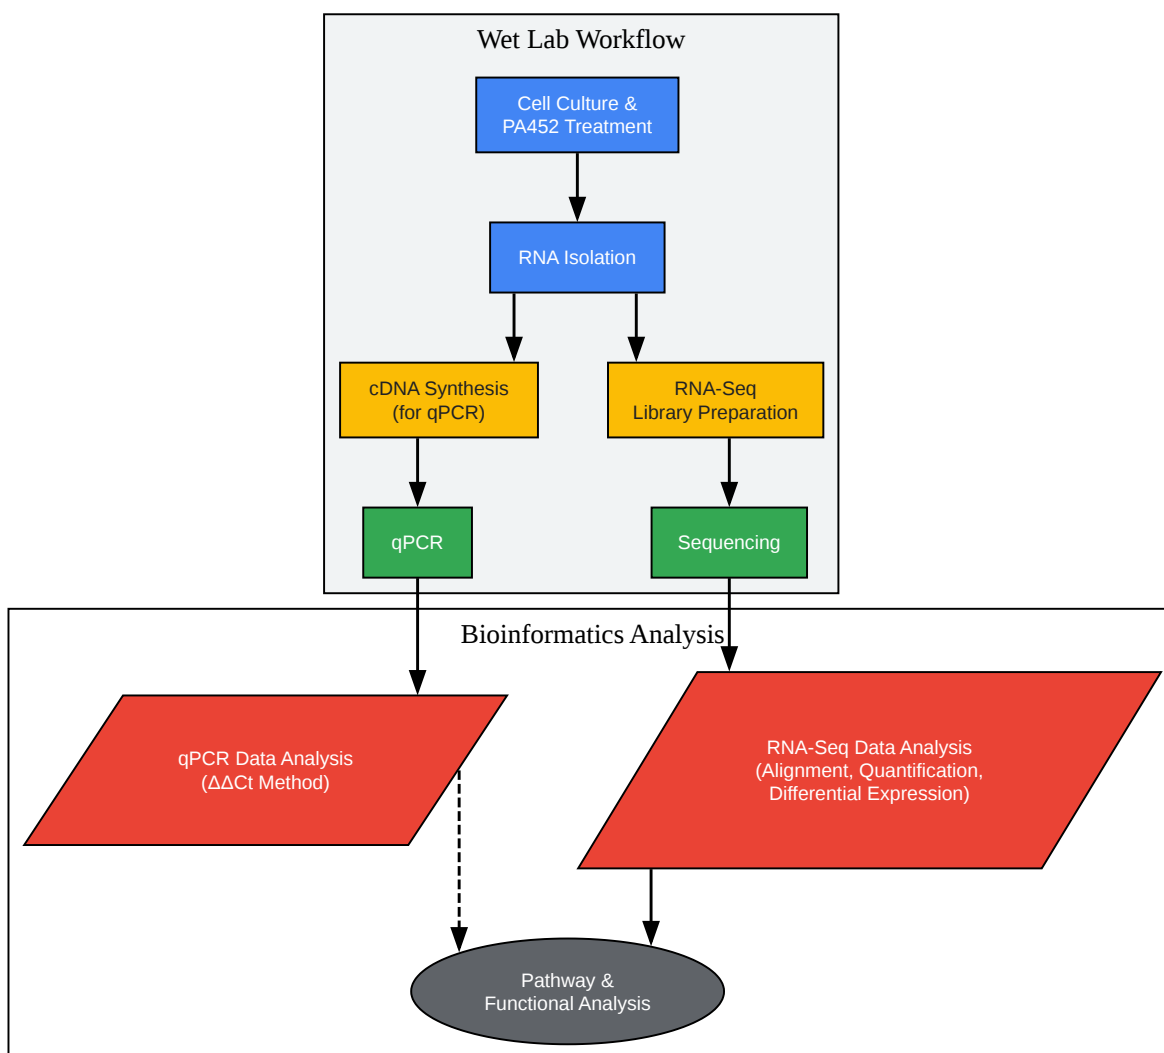 Wet Lab Workflow
Cell Culture &
PA452 Treatment
RNA Isolation
cDNA Synthesis
(for qPCR)
RNA-Seq
Library Preparation
qPCR
Sequencing
Bioinformatics Analysis
qPCR Data Analysis
(ΔΔCt Method)
RNA-Seq Data Analysis
(Alignment, Quantification,
Differential Expression)
Pathway &
Functional Analysis